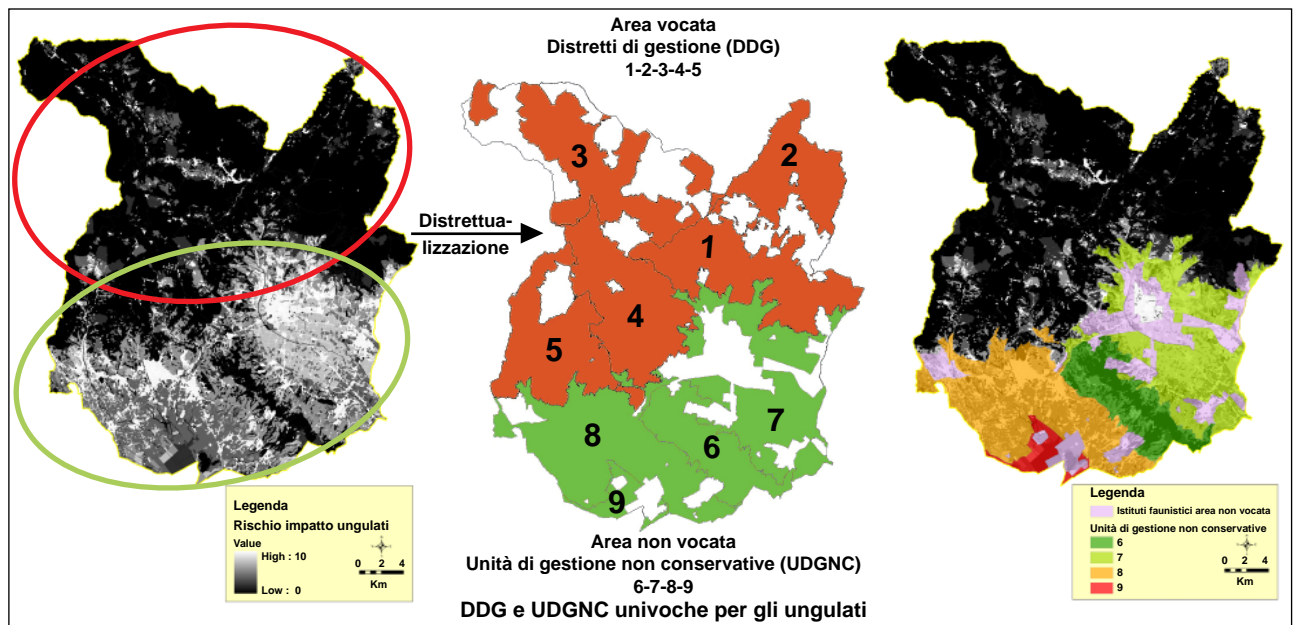 Area vocata
Distretti di gestione (DDG)
1-2-3-4-5
3
2
Distrettua-
lizzazione
1
4
5
7
8
6
9
Legenda
Rischio impatto ungulati
Value
High : 10
Low : 0
0 2 4
Km
Area non vocata
Unità di gestione non conservative (UDGNC)
6-7-8-9
DDG e UDGNC univoche per gli ungulati
Legenda
Istituti faunistici area non vocata
Unità di gestione non conservative
6
7
8
9
0 2 4
Km